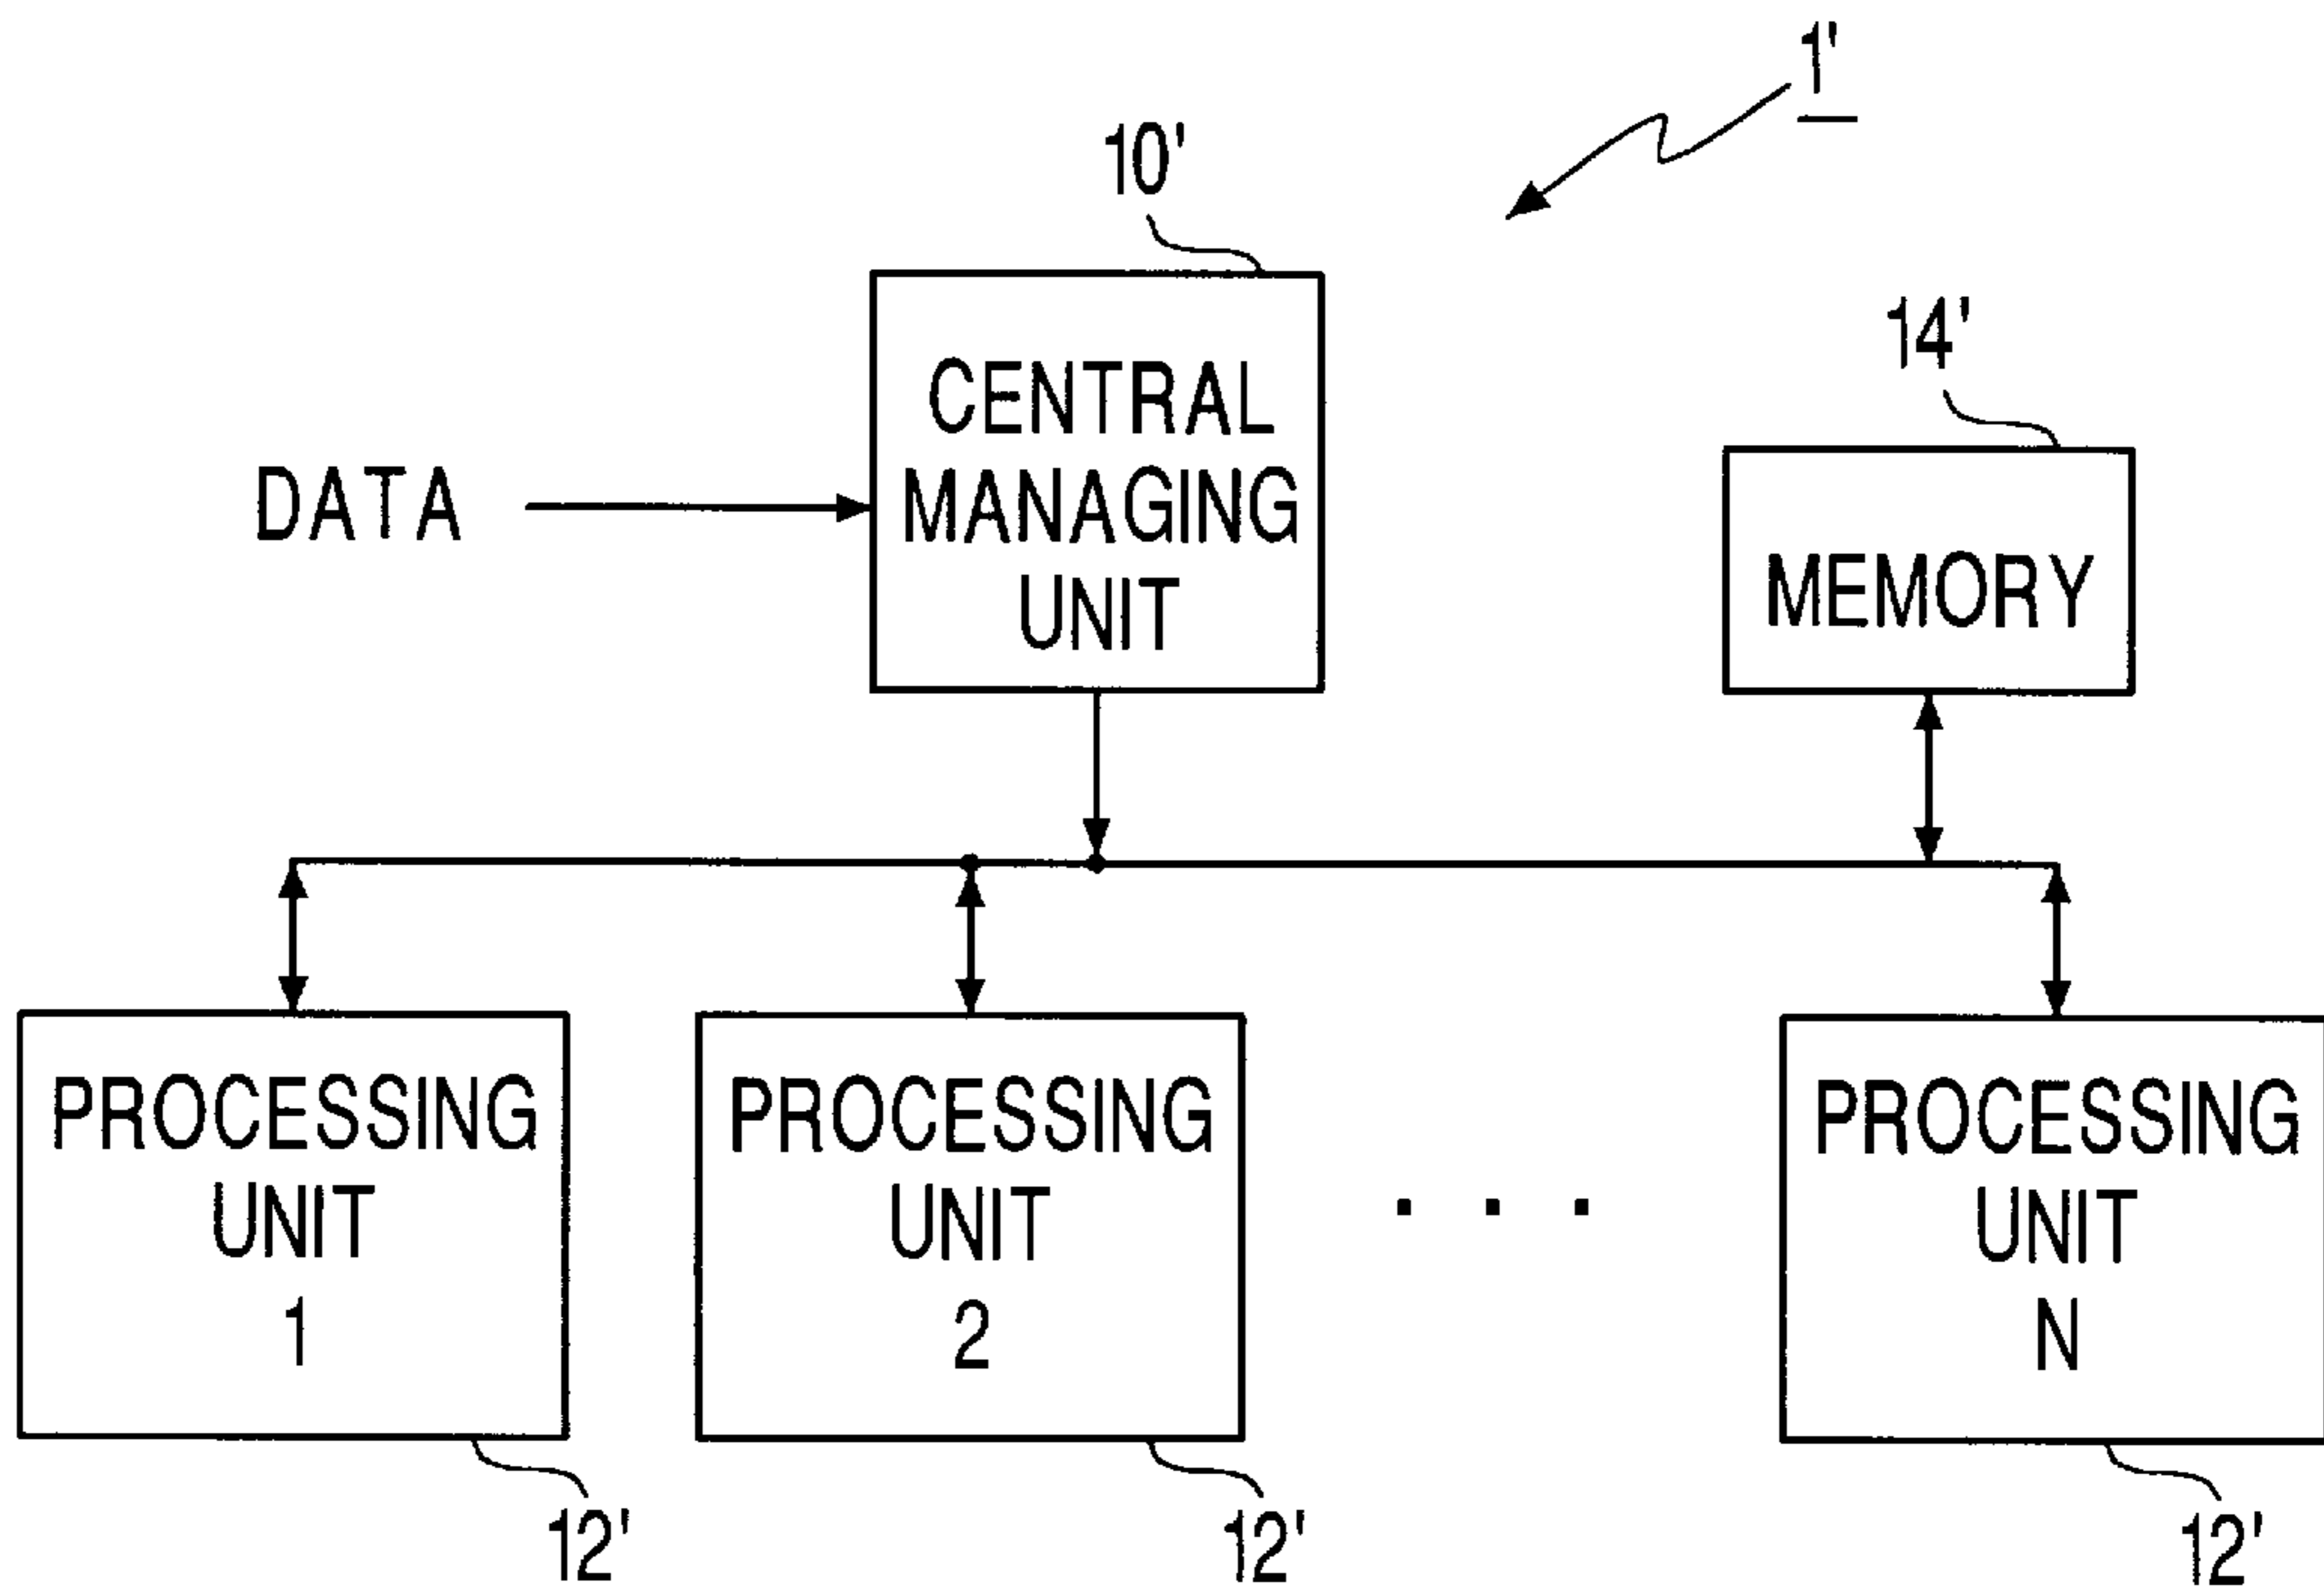 1'
10'
14'
CENTRAL
MANAGING
UNIT
DATA
MEMORY
PROCESSING
UNIT
1
PROCESSING
UNIT
2
. . .
PROCESSING
UNIT
N
12'
12'
12'